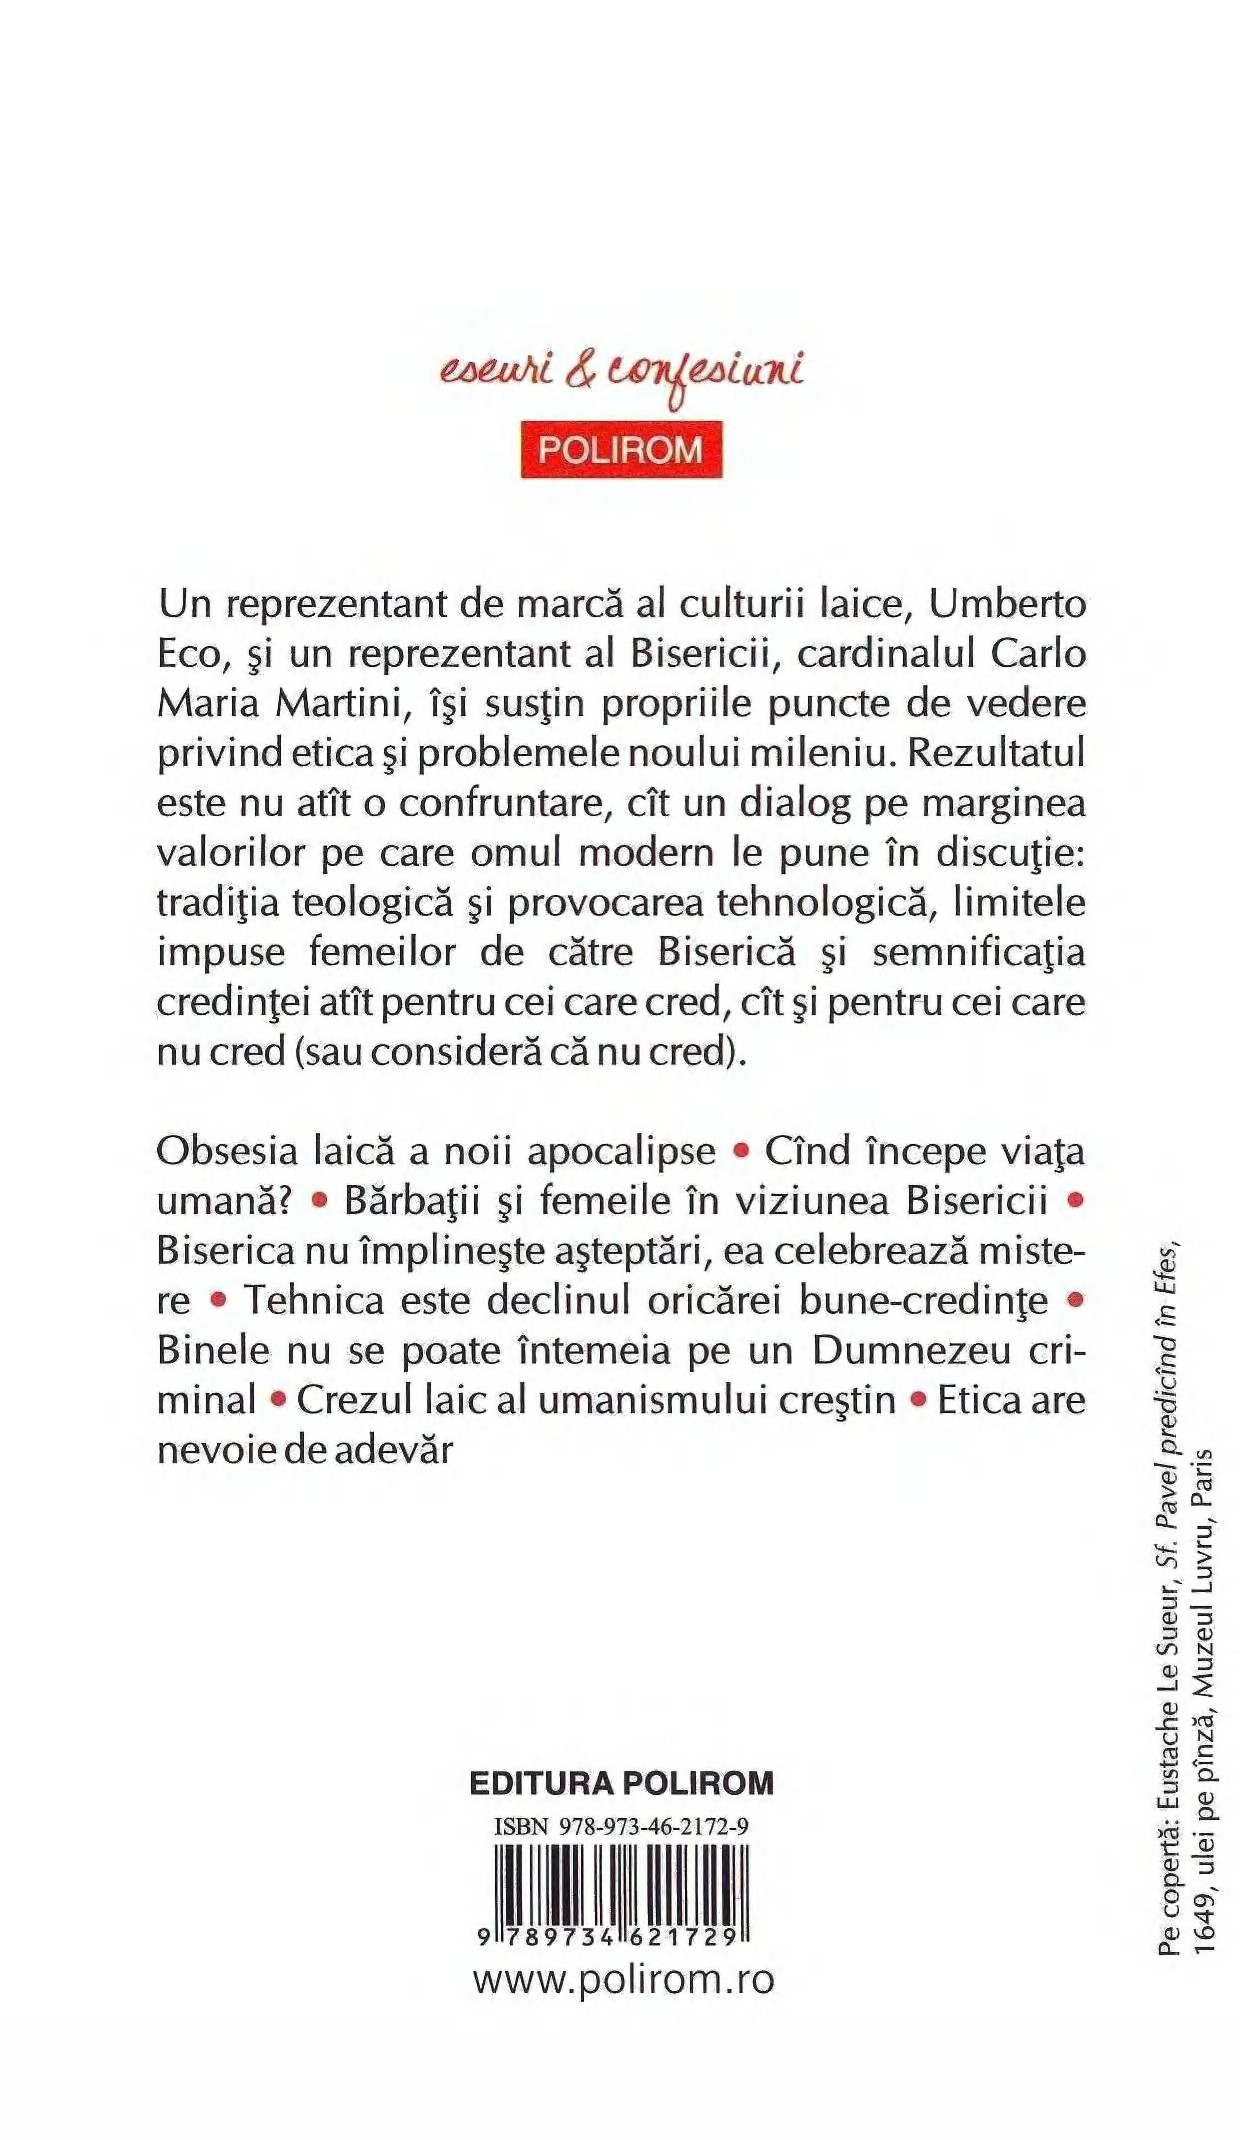 eseuri & confesiuni
POLIROM
Un reprezentant de marcă al culturii laice, Umberto
Eco, şi un reprezentant al Bisericii, cardinalul Carlo
Maria Martini, îşi susţin propriile puncte de vedere
privind etica şi problemele noului mileniu. Rezultatul
este nu atît o confruntare, cît un dialog pe marginea
valorilor pe care omul modern le pune în discuţie:
tradiţia teologică şi provocarea tehnologică, limitele
impuse femeilor de către Biserică şi semnificaţia
credinţei atît pentru cei care cred, cît şi pentru cei care
nu cred (sau consideră că nu cred).
Obsesia laică a noii apocalipse • Cînd începe viaţa
umană? • Bărbaţii şi femeile în viziunea Bisericii •
Biserica nu împlineşte aşteptări, ea celebrează miste-
re • Tehnica este declinul oricărei bune-credinţe •
Binele nu se poate întemeia pe un Dumnezeu cri-
minal • Crezul laic al umanismului creştin • Etica are
nevoie de adevăr
Pe copertă: Eustache Le Sueur, Sf. Pavel predicînd în Efes,
1649, ulei pe pînză, Muzeul Luvru, Paris
EDITURA POLIROM
ISBN 978-973-46-2172-9
9 789734 621729
www.polirom.ro